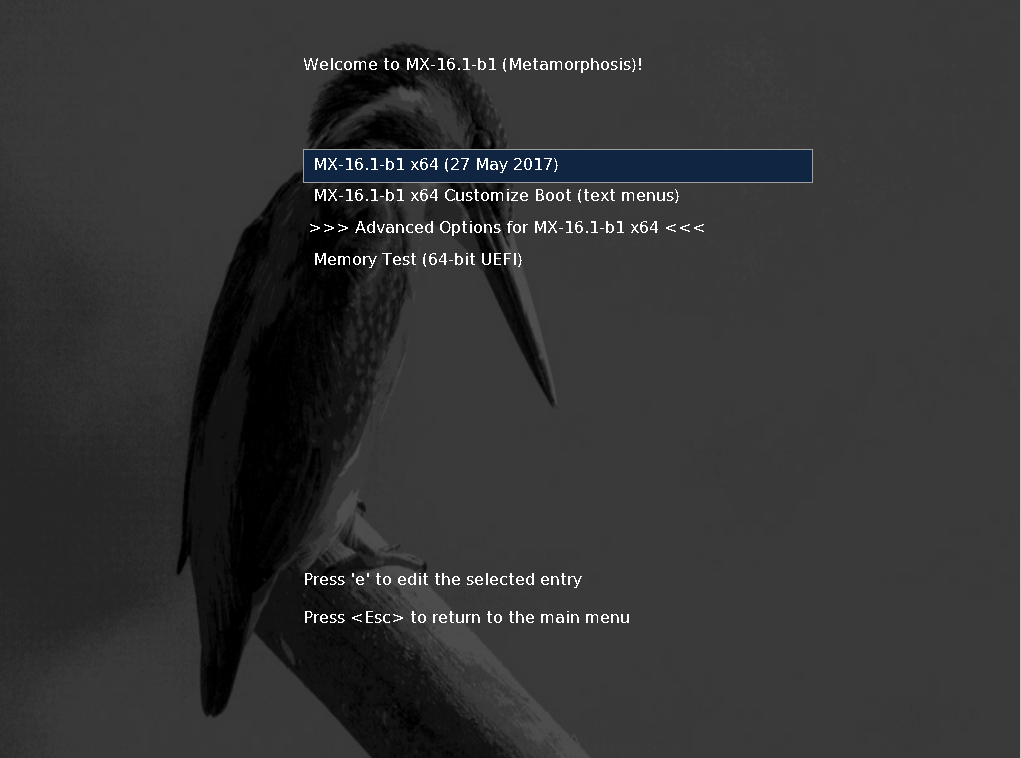 Welcome to MX-16.1-b1 (Metamorphosis)!
MX-16.1-b1 x64 (27 May 2017)
MX-16.1-b1 x64 Customize Boot (text menus)
>>> Advanced Options for MX-16.1-b1 x64 <<<
Memory Test (64-bit UEFI)
Press 'e' to edit the selected entry
Press <Esc> to return to the main menu